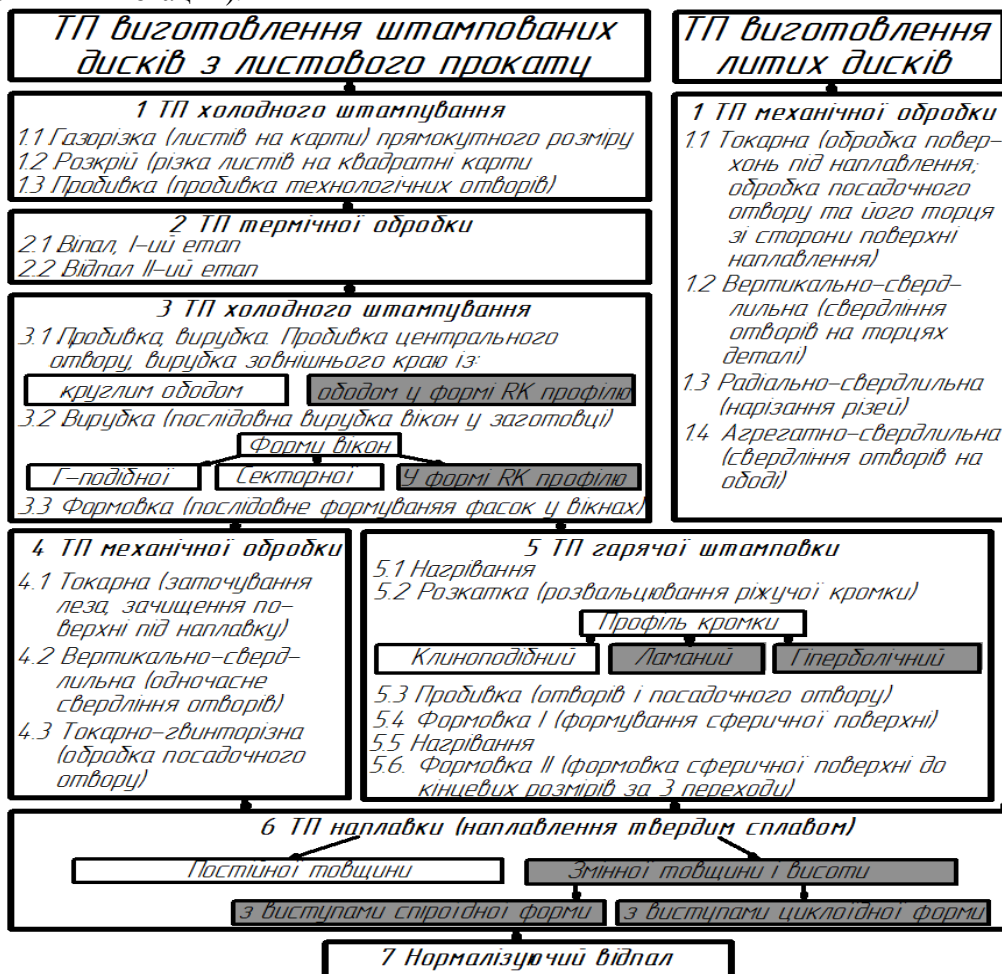 ТП виготовлення штампованих
дисків з листового прокату
1 ТП холодного штампування
1.1 Газорізка (листів на карти) прямокутного розміру
1.2 Розкрій (різка листів на квадратні карти
1.3 Пробивка (пробивка технологічних отворів)
2 ТП термічної обробки
2.1 Віпал, I-ий етап
2.2 Відпал II-ий етап
3 ТП холодного штампування
3.1 Пробивка, вирубка. Пробивка центрального
отвору, вирубка зовнішнього краю із:
круглим ободом
ободом у формі RK профілю
3.2 Вирубка (послідовна вирубка вікон у заготовці)
Форми вікон
Г-подібної
Секторної
У формі RK профілю
3.3 Формовка (послідовне формуваняя фасок у вікнах)
4 ТП механічної обробки
4.1 Токарна (заточування
леза, зачищення по-
верхні під наплавку)
4.2 Вертикально-сверд-
лильна (одночасне
свердління отворів)
4.3 Токарно-гвинторізна
(обробка посадочного
отвору)
5 ТП гарячої штамповки
5.1 Нагрівання
5.2 Розкатка (розвальцювання ріжучої кромки)
Профіль кромки
Клиноподібний
Ламаний
Гіперболічний
5.3 Пробивка (отворів і посадочного отвору)
5.4 Формовка I (формування сферичної поверхні)
5.5 Нагрівання
5.6. Формовка II (формовка сферичної поверхні до
кінцевих розмірів за 3 переходи)
ТП виготовлення
литих дисків
1 ТП механічної обробки
1.1 Токарна (обробка повер-
хонь під наплавлення;
обробка посадочного
отвору та його торця
зі сторони поверхні
наплавлення)
1.2 Вертикально-сверд-
лильна (свердління
отворів на торцях
деталі)
1.3 Радіально-свердлильна
(нарізання різей)
1.4 Агрегатно-свердлильна
(свердління отворів на
ободі)
6 ТП наплавки (наплавлення твердим сплавом)
Постійної товщини
Змінної товщини і висоти
з виступами спіроїдної форми
з виступами циклоїдної форми
7 Нормалізуючий відпал